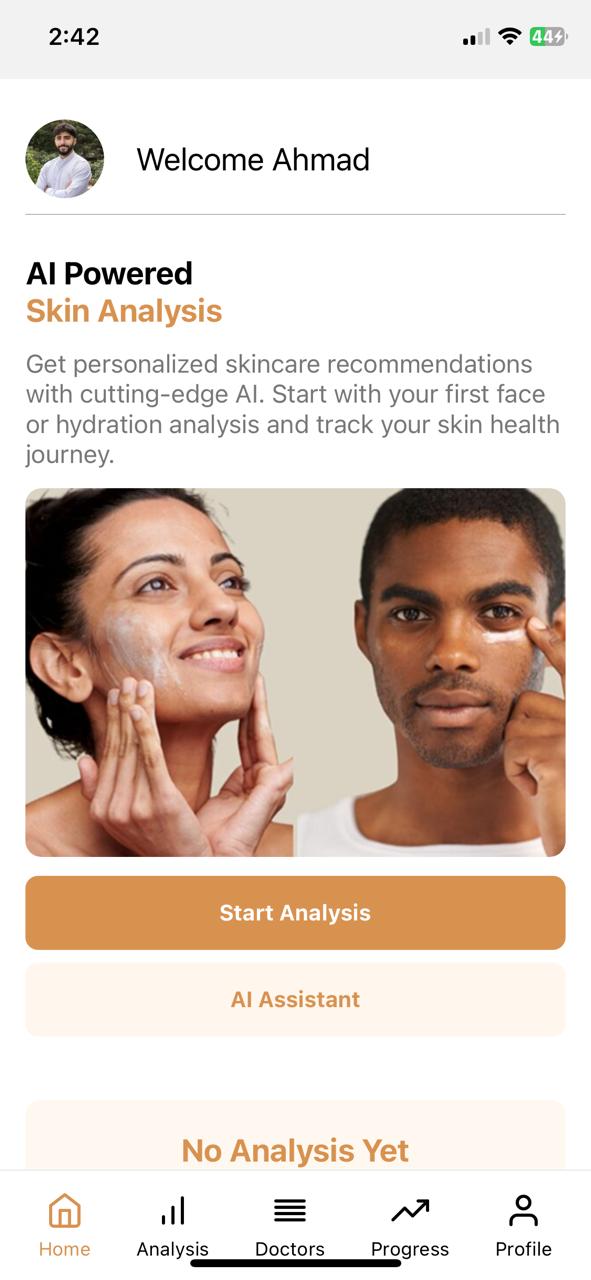 2:42
44
Welcome Ahmad
AI Powered
Skin Analysis
Get personalized skincare recommendations
with cutting-edge AI. Start with your first face
or hydration analysis and track your skin health
journey.
Start Analysis
AI Assistant
No Analysis Yet
Home Analysis Doctors Progress Profile